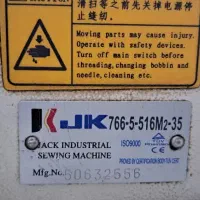 清扫等之前先关掉电源停
止缝纫.
Moving parts may cause injury.
Operate with safety devices.
Turn off main switch before
threading, changing bobbin and
needle, cleaning etc.
JK 766-5-516M2-35
JACK INDUSTRIAL
SEWING MACHINE
ISO9000
Mfg.No.